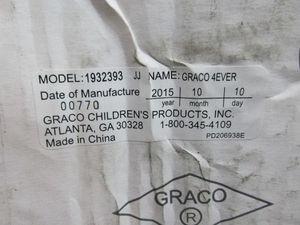 MODEL: 1932393 JJ NAME: GRACO 4EVER
Date of Manufacture 2015 10 10
00770 year month day
GRACO CHILDREN'S PRODUCTS, INC.
ATLANTA, GA 30328 1-800-345-4109
Made in China
PD206938E
GRACO
®